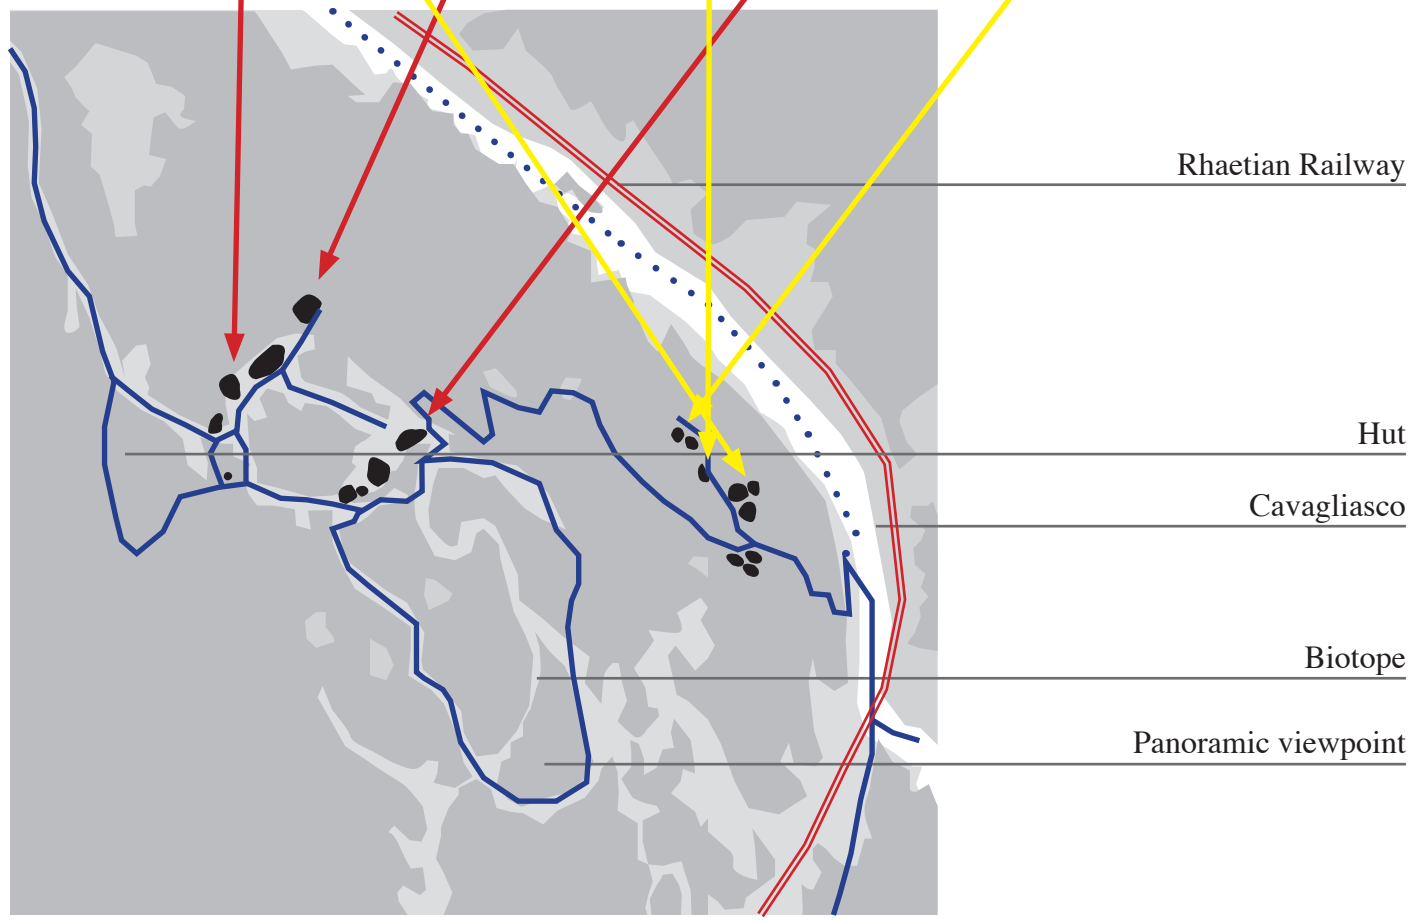 Rhaetian Railway
Hut
Cavagliasco
Biotope
Panoramic viewpoint